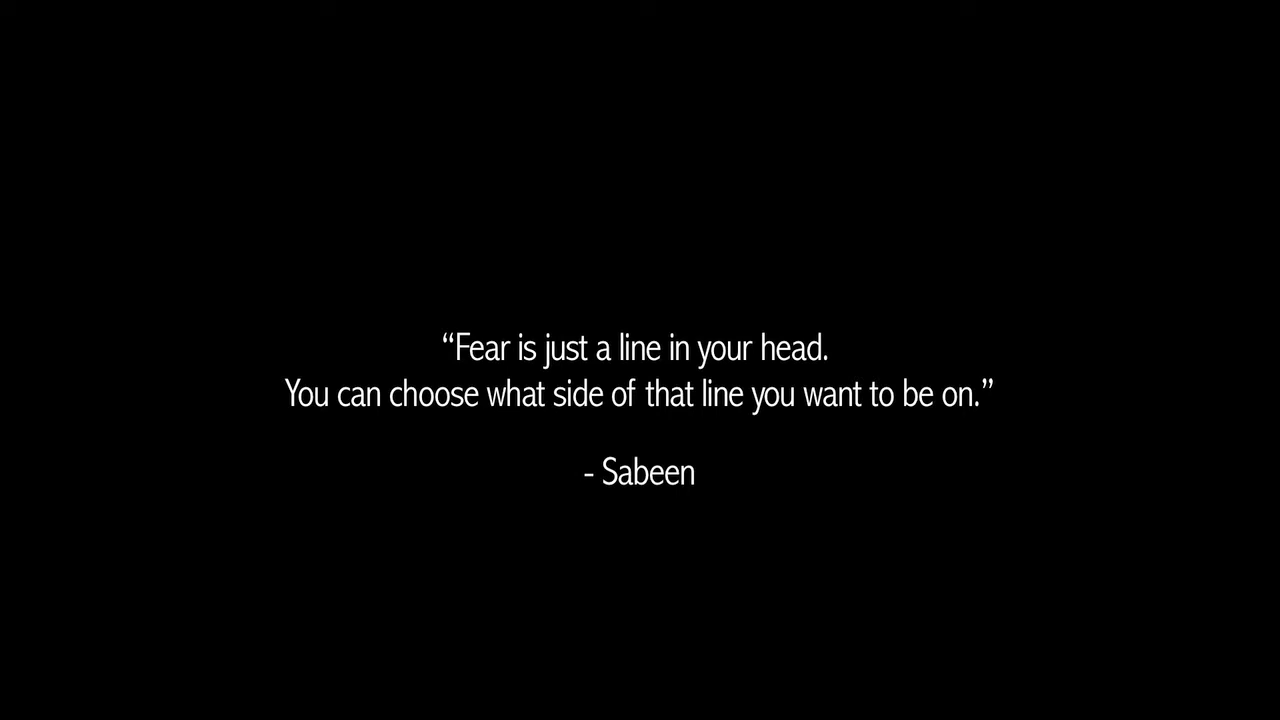 “Fear is just a line in your head.
You can choose what side of that line you want to be on.”
- Sabeen